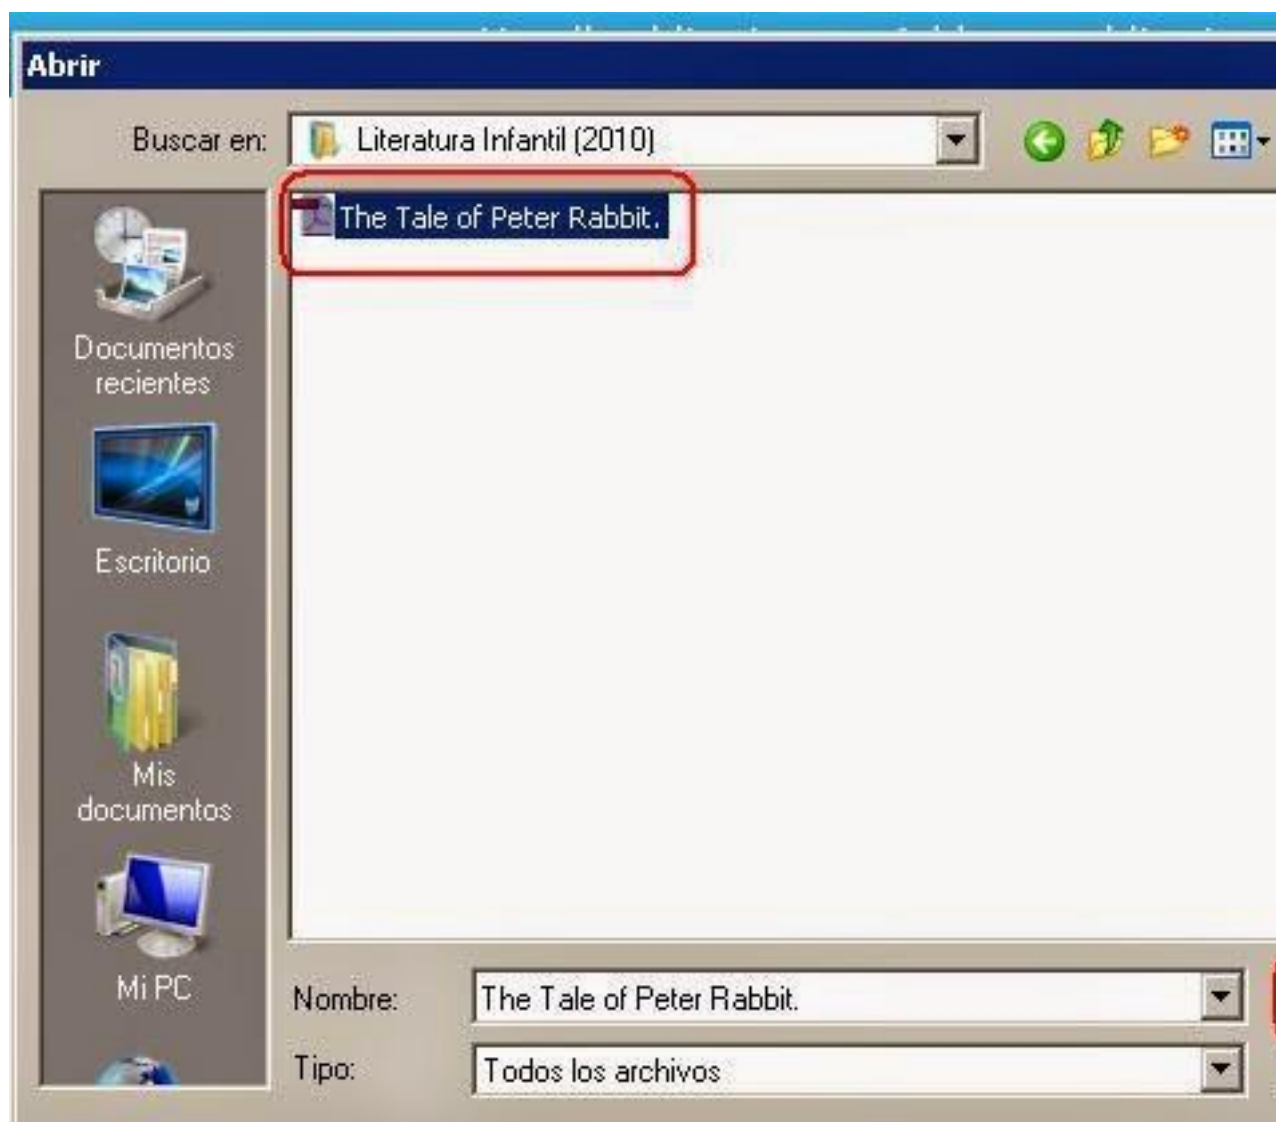 Abrir
Buscar en:
Literatura Infantil (2010)
The Tale of Peter Rabbit.
Documentos
recientes
Escritorio
Mis
documentos
Mi PC
Nombre:
The Tale of Peter Rabbit.
Tipo:
Todos los archivos